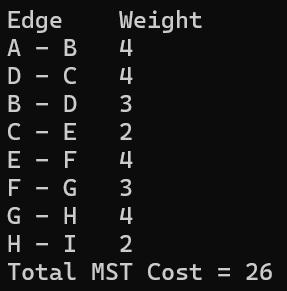 Edge    Weight
A - B   4
D - C   4
B - D   3
C - E   2
E - F   4
F - G   3
G - H   4
H - I   2
Total MST Cost = 26